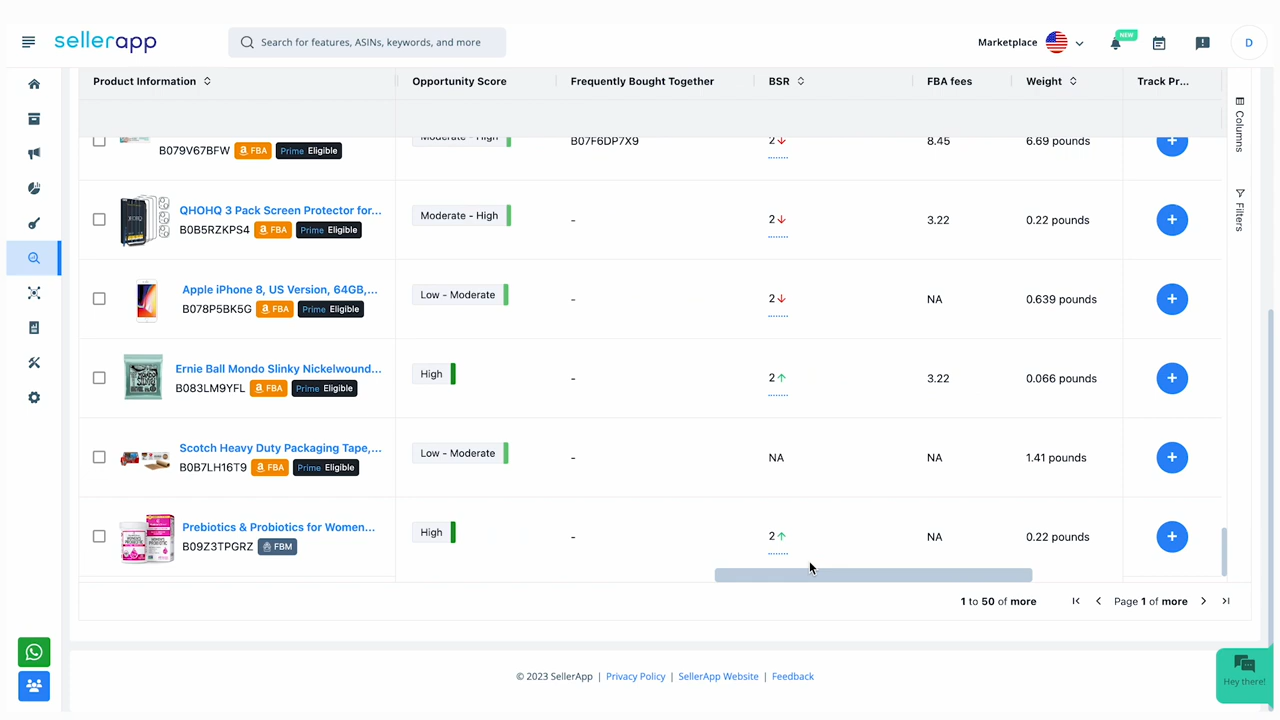 sellerapp
Search for features, ASINs, keywords, and more
Marketplace
NEW
D
Product Information
Opportunity Score
Frequently Bought Together
BSR
FBA fees
Weight
Track Pr...
Columns
Filters
B079V67BFW FBA Prime Eligible
Moderate - High
B07F6DP7X9
2
8.45
6.69 pounds
+
QHOHQ 3 Pack Screen Protector for...
B0B5RZKPS4 FBA Prime Eligible
Moderate - High
-
2
3.22
0.22 pounds
+
Apple iPhone 8, US Version, 64GB,...
B078P5BK5G FBA Prime Eligible
Low - Moderate
-
2
NA
0.639 pounds
+
Ernie Ball Mondo Slinky Nickelwound...
B083LM9YFL FBA Prime Eligible
High
-
2
3.22
0.066 pounds
+
Scotch Heavy Duty Packaging Tape,...
B0B7LH16T9 FBA Prime Eligible
Low - Moderate
-
NA
NA
1.41 pounds
+
Prebiotics & Probiotics for Women...
B09Z3TPGRZ FBM
High
-
2
NA
0.22 pounds
+
1 to 50 of more
Page 1 of more
© 2023 SellerApp | Privacy Policy | SellerApp Website | Feedback
Hey there!